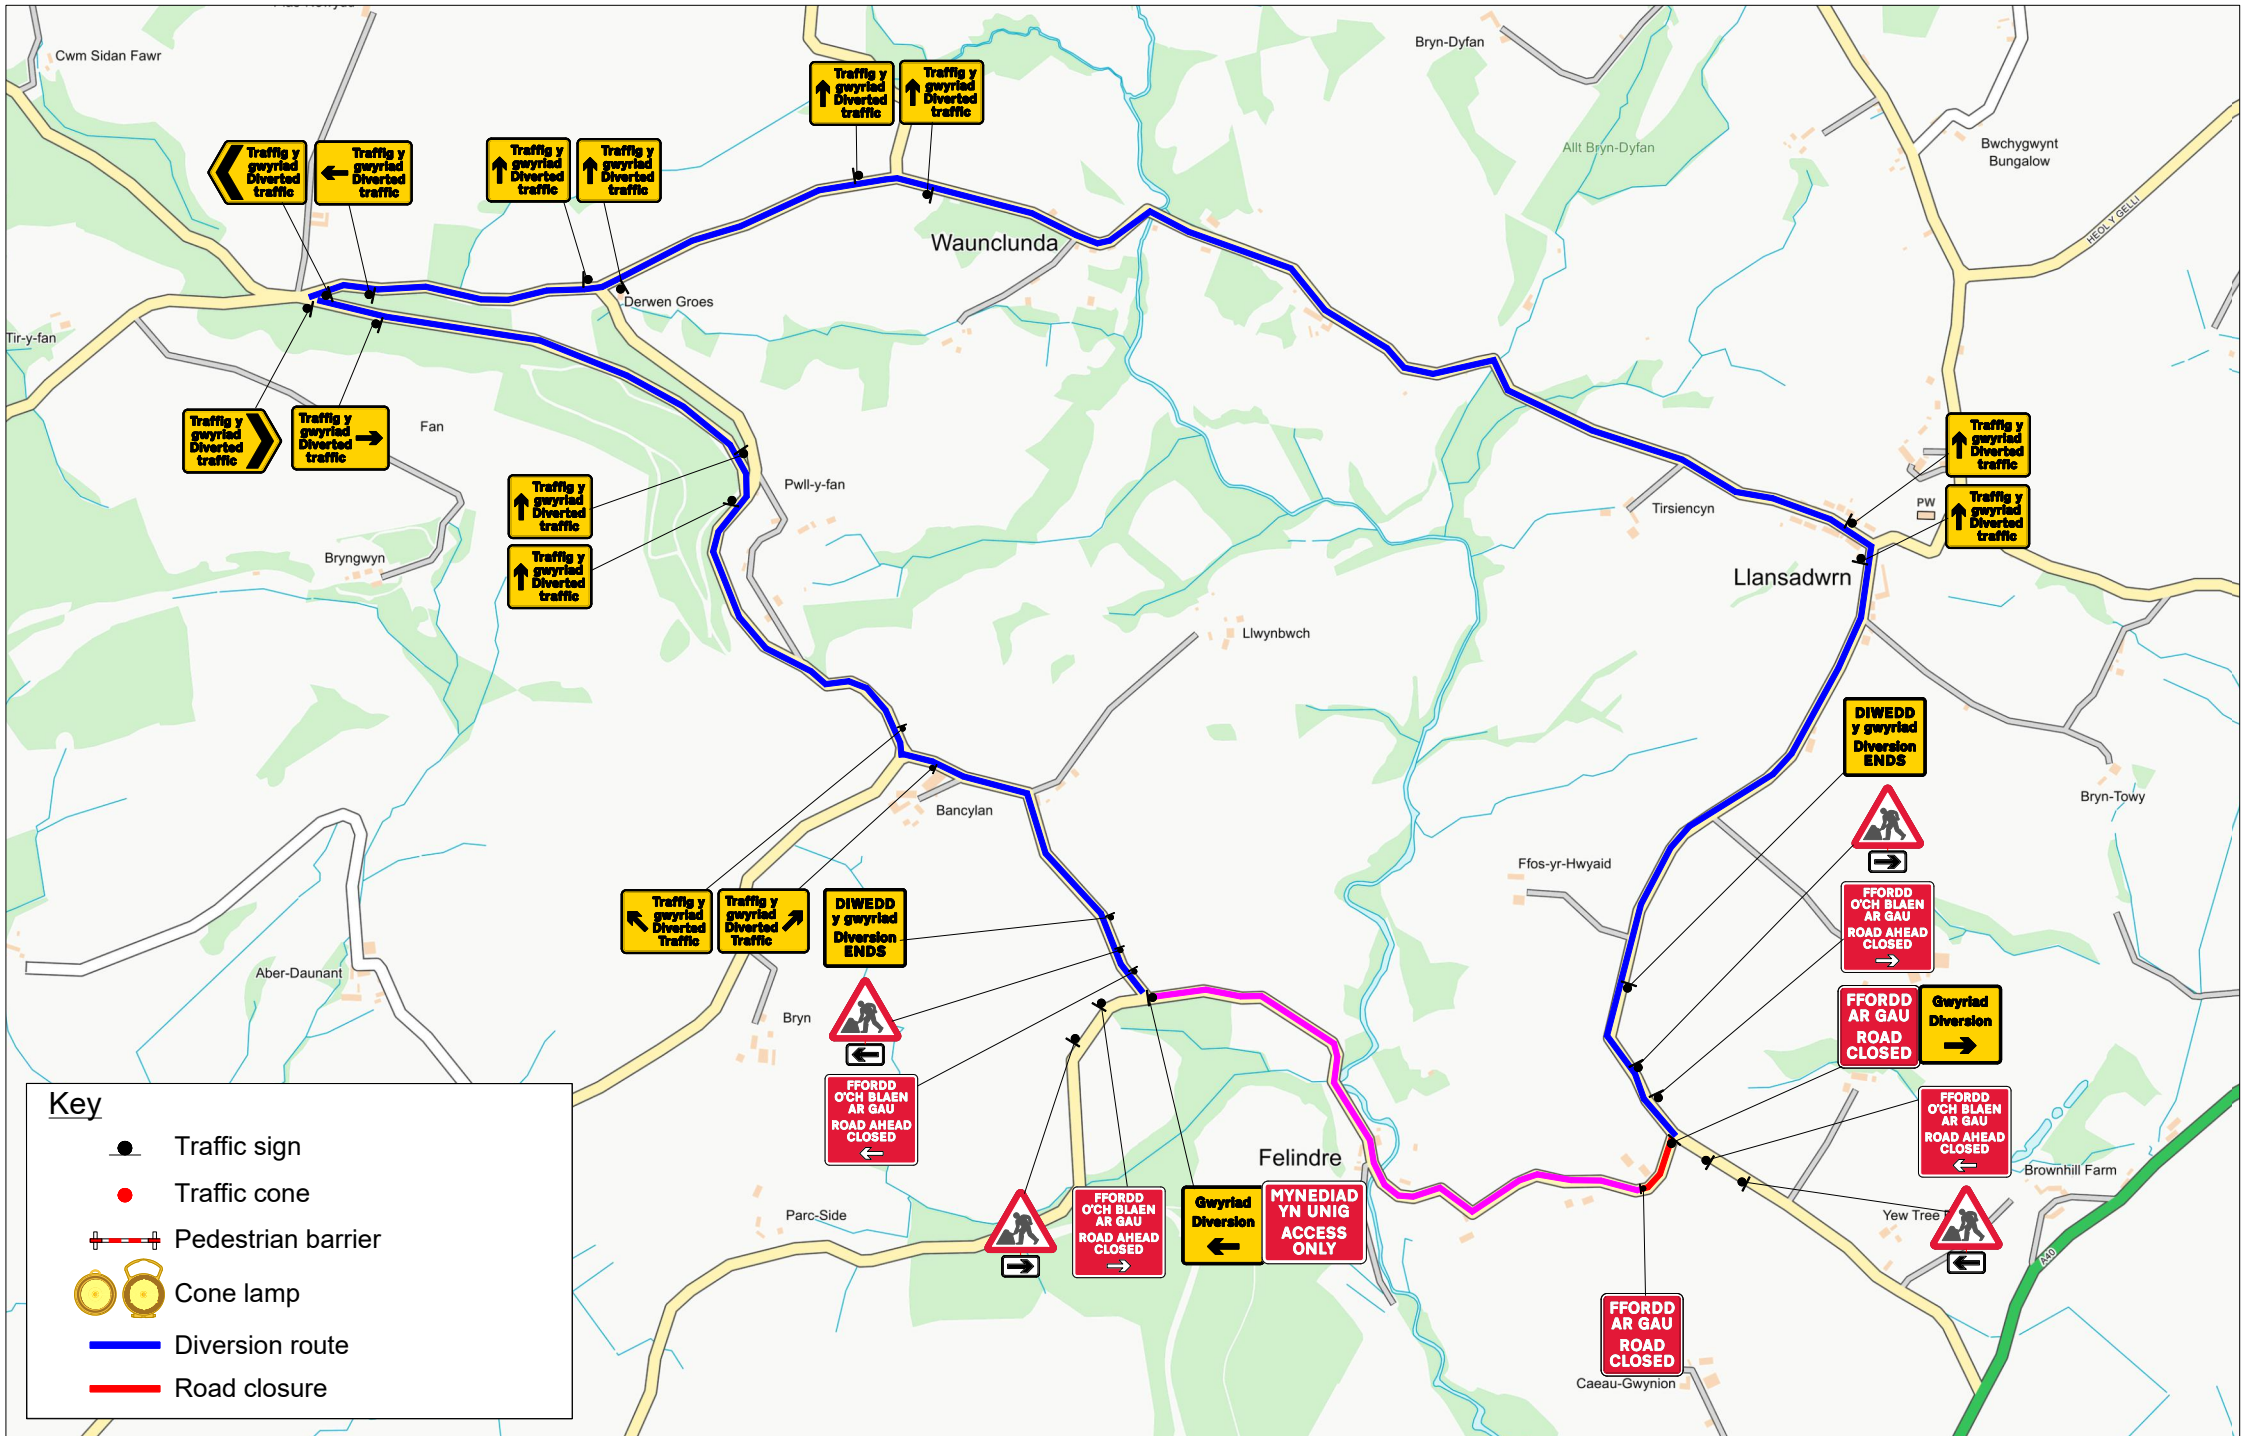 Cwm Sidan Fawr
Bryn-Dyfan
Traffig y
gwyriad
Diverted
traffic
Traffig y
gwyriad
Diverted
traffic
Allt Bryn-Dyfan
Bwchygwynt
Bungalow
Traffig y
gwyriad
Diverted
traffic
Traffig y
gwyriad
Diverted
traffic
Traffig y
gwyriad
Diverted
traffic
Traffig y
gwyriad
Diverted
traffic
HEOL Y GELLI
Waunclunda
Derwen Groes
Tir-y-fan
Traffig y
gwyriad
Diverted
traffic
Traffig y
gwyriad
Diverted
traffic
Fan
Traffig y
gwyriad
Diverted
traffic
Traffig y
gwyriad
Diverted
traffic
Pwll-y-fan
Traffig y
gwyriad
Diverted
traffic
Traffig y
gwyriad
Diverted
traffic
PW
Tirsiencyn
Bryngwyn
Llansadwrn
Llwynbwch
DIWEDD
y gwyriad
Diversion
ENDS
Bryn-Towy
Bancylan
Ffos-yr-Hwyaid
Traffig y
gwyriad
Diverted
Traffic
Traffig y
gwyriad
Diverted
Traffic
DIWEDD
y gwyriad
Diversion
ENDS
FFORDD
O'CH BLAEN
AR GAU
ROAD AHEAD
CLOSED
Aber-Daunant
Bryn
FFORDD
AR GAU
ROAD
CLOSED
Gwyriad
Diversion
FFORDD
O'CH BLAEN
AR GAU
ROAD AHEAD
CLOSED
FFORDD
O'CH BLAEN
AR GAU
ROAD AHEAD
CLOSED
Felindre
Brownhill Farm
Parc-Side
Yew Tree
A40
FFORDD
O'CH BLAEN
AR GAU
ROAD AHEAD
CLOSED
Gwyriad
Diversion
MYNEDIAD
YN UNIG
ACCESS
ONLY
FFORDD
AR GAU
ROAD
CLOSED
Caeau-Gwynion
Key
Traffic sign
Traffic cone
Pedestrian barrier
Cone lamp
Diversion route
Road closure